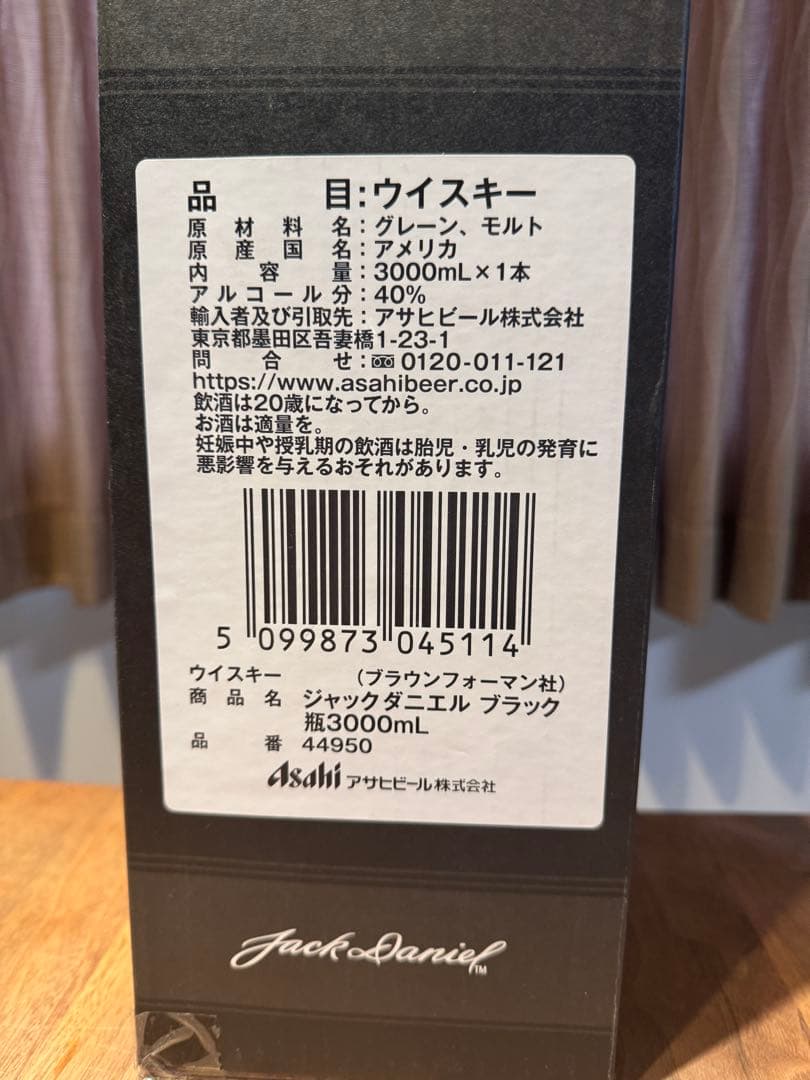 品目:ウイスキー
原材料名:グレーン、モルト
原産国名:アメリカ
内容量:3000mL×1本
アルコール分:40%
輸入者及び引取先:アサヒビール株式会社
東京都墨田区吾妻橋1-23-1
問合せ:0120-011-121
https://www.asahibeer.co.jp
飲酒は20歳になってから。
お酒は適量を。
妊娠中や授乳期の飲酒は胎児・乳児の発育に
悪影響を与えるおそれがあります。
5 099873 045114
ウイスキー (ブラウンフォーマン社)
商品名 ジャックダニエル ブラック
瓶3000mL
品番 44950
Asahi アサヒビール株式会社
Jack Daniel TM